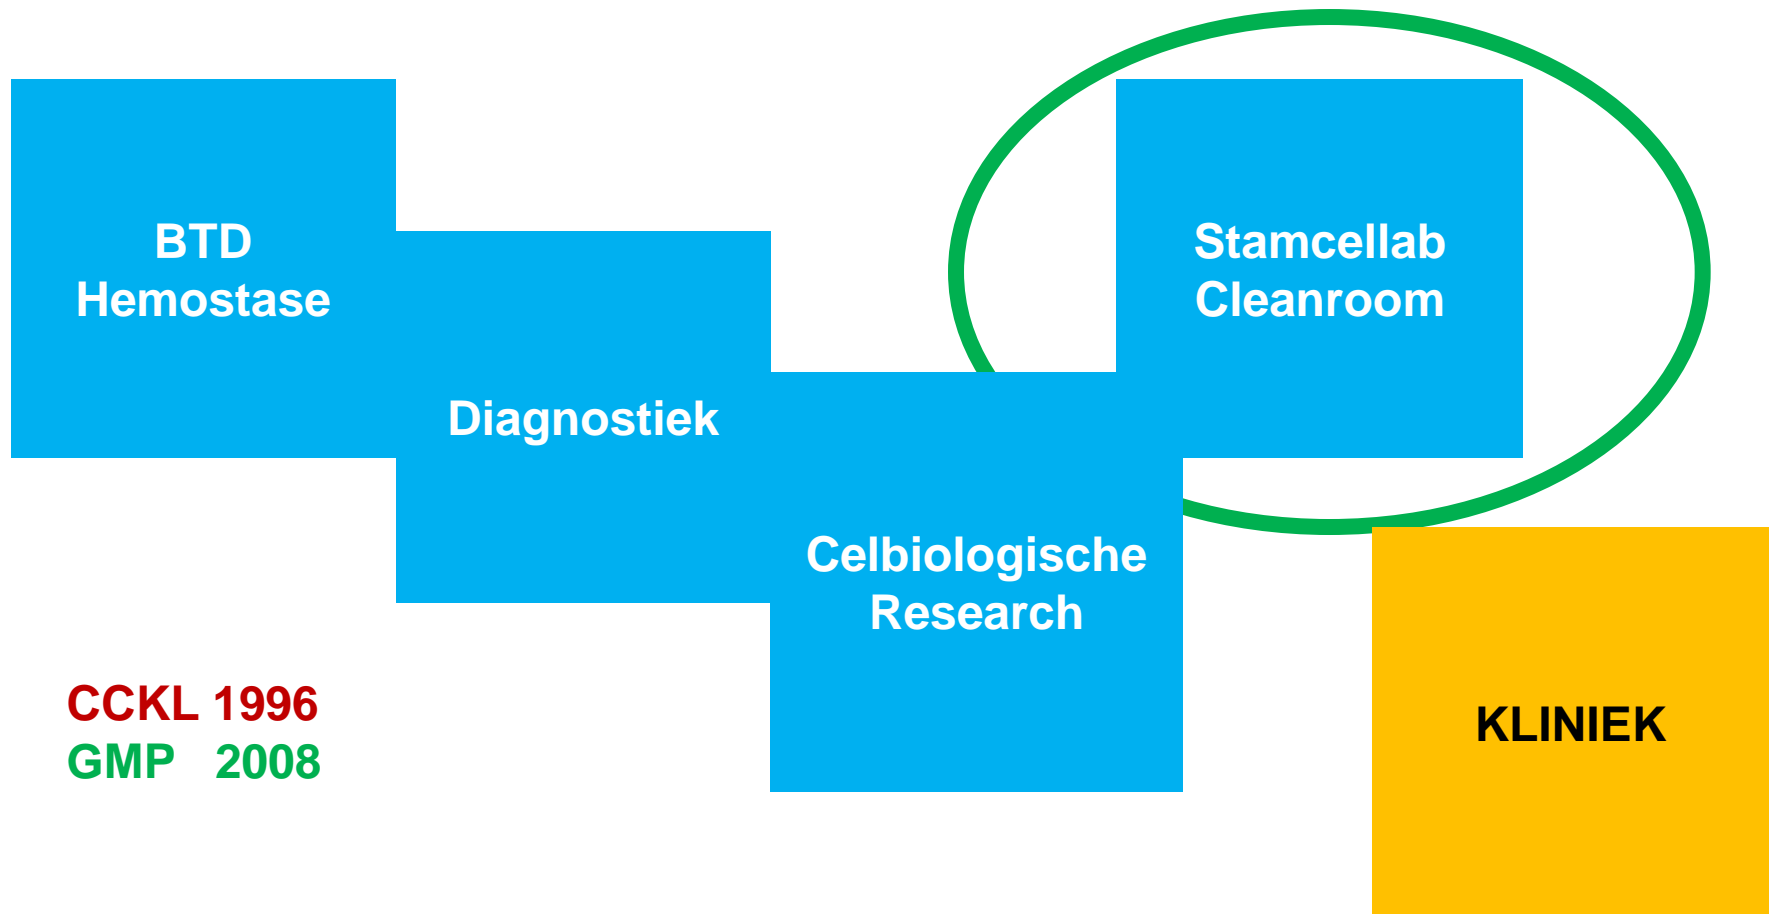 BTD
Hemostase
Diagnostiek
Stamcellab
Cleanroom
Celbiologische
Research
CCKL 1996
GMP 2008
KLINIEK